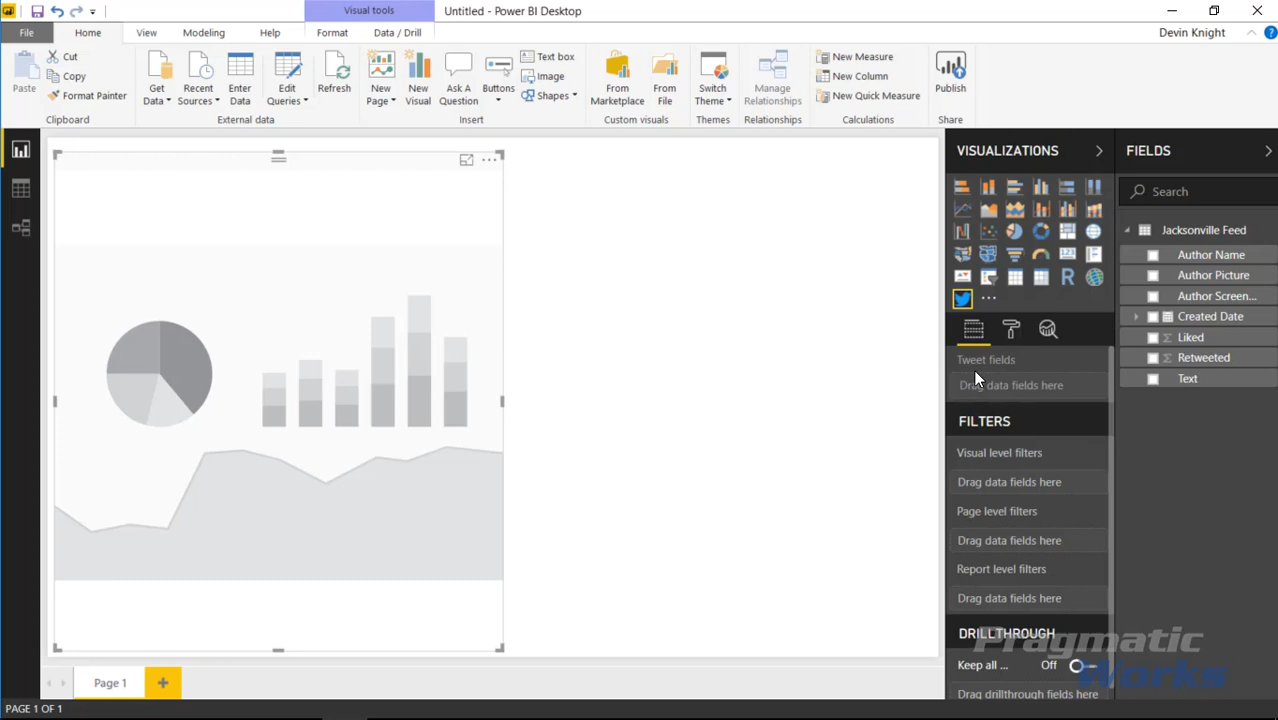 Visual tools
Untitled - Power BI Desktop
File
Home
View
Modeling
Help
Format
Data / Drill
Devin Knight
Paste
Cut
Copy
Format Painter
Clipboard
Get Data
Recent Sources
Enter Data
Edit Queries
Refresh
External data
New Page
New Visual
Ask A Question
Buttons
Text box
Image
Shapes
Insert
From Marketplace
From File
Custom visuals
Switch Theme
Themes
Manage Relationships
Relationships
New Measure
New Column
New Quick Measure
Calculations
Publish
Share
VISUALIZATIONS
R
Tweet fields
Drag data fields here
FILTERS
Visual level filters
Drag data fields here
Page level filters
Drag data fields here
Report level filters
Drag data fields here
DRILLTHROUGH
Keep all ...
Off
Drag drillthrough fields here
FIELDS
Search
Jacksonville Feed
Author Name
Author Picture
Author Screen...
Created Date
Liked
Retweeted
Text
Pragmatic
Works
Page 1
PAGE 1 OF 1